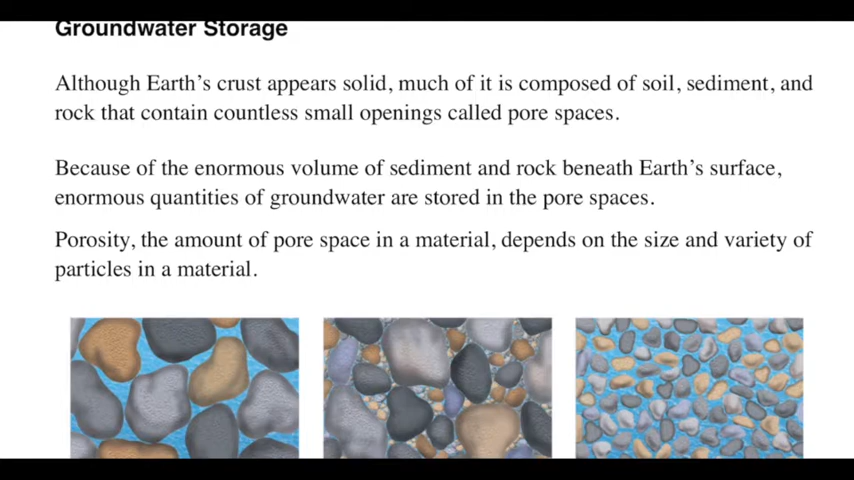 Groundwater Storage
Although Earth’s crust appears solid, much of it is composed of soil, sediment, and
rock that contain countless small openings called pore spaces.
Because of the enormous volume of sediment and rock beneath Earth’s surface,
enormous quantities of groundwater are stored in the pore spaces.
Porosity, the amount of pore space in a material, depends on the size and variety of
particles in a material.